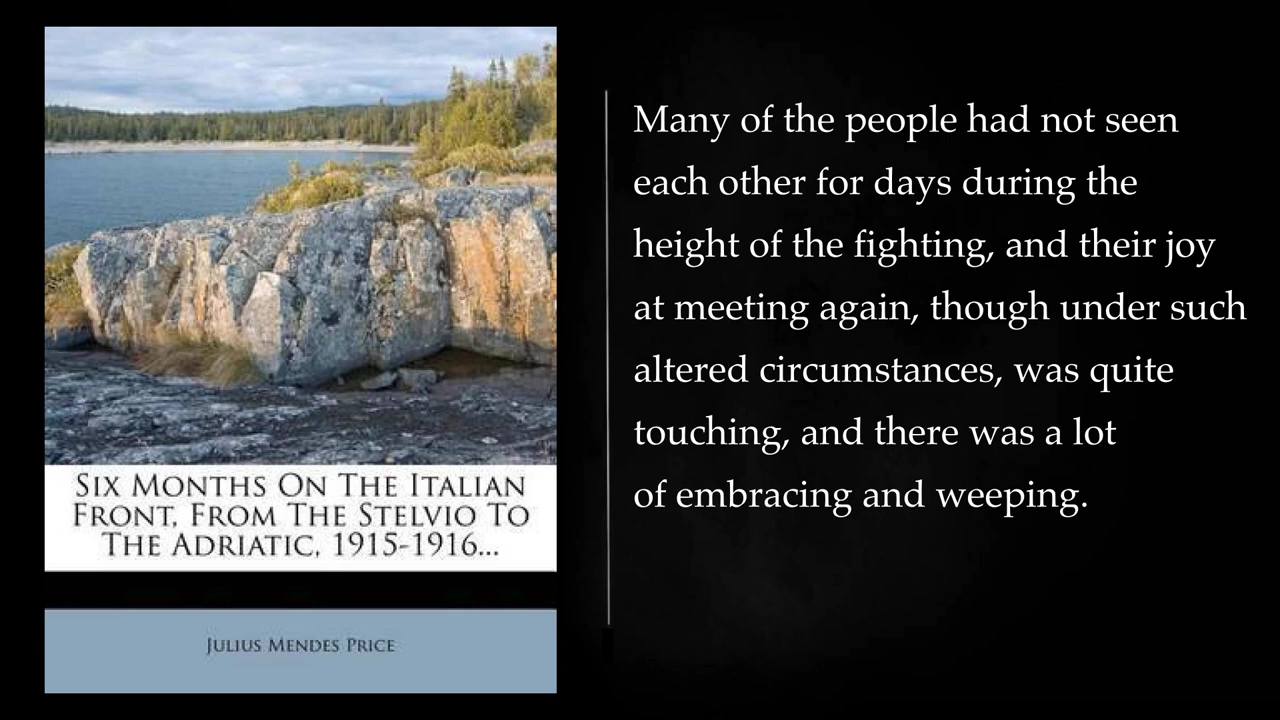 Six Months On The Italian
Front, From The Stelvio To
The Adriatic, 1915-1916...
Julius Mendes Price
Many of the people had not seen
each other for days during the
height of the fighting, and their joy
at meeting again, though under such
altered circumstances, was quite
touching, and there was a lot
of embracing and weeping.